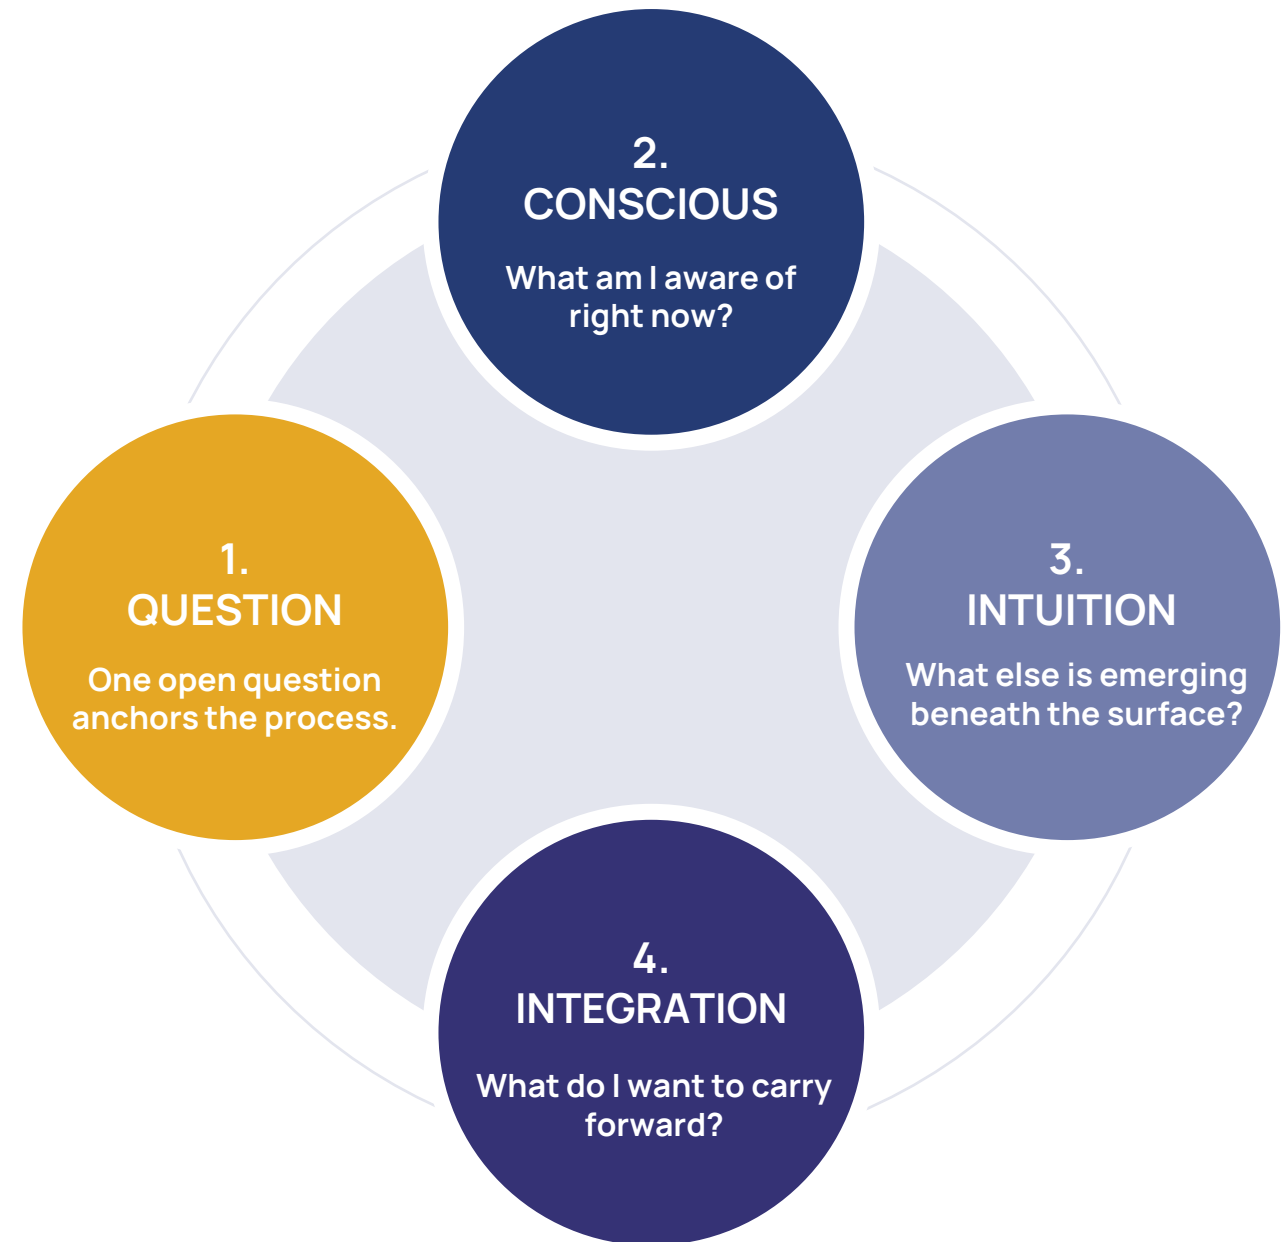 1.
QUESTION
One open question
anchors the process.
2.
CONSCIOUS
What am I aware of
right now?
3.
INTUITION
What else is emerging
beneath the surface?
4.
INTEGRATION
What do I want to carry
forward?